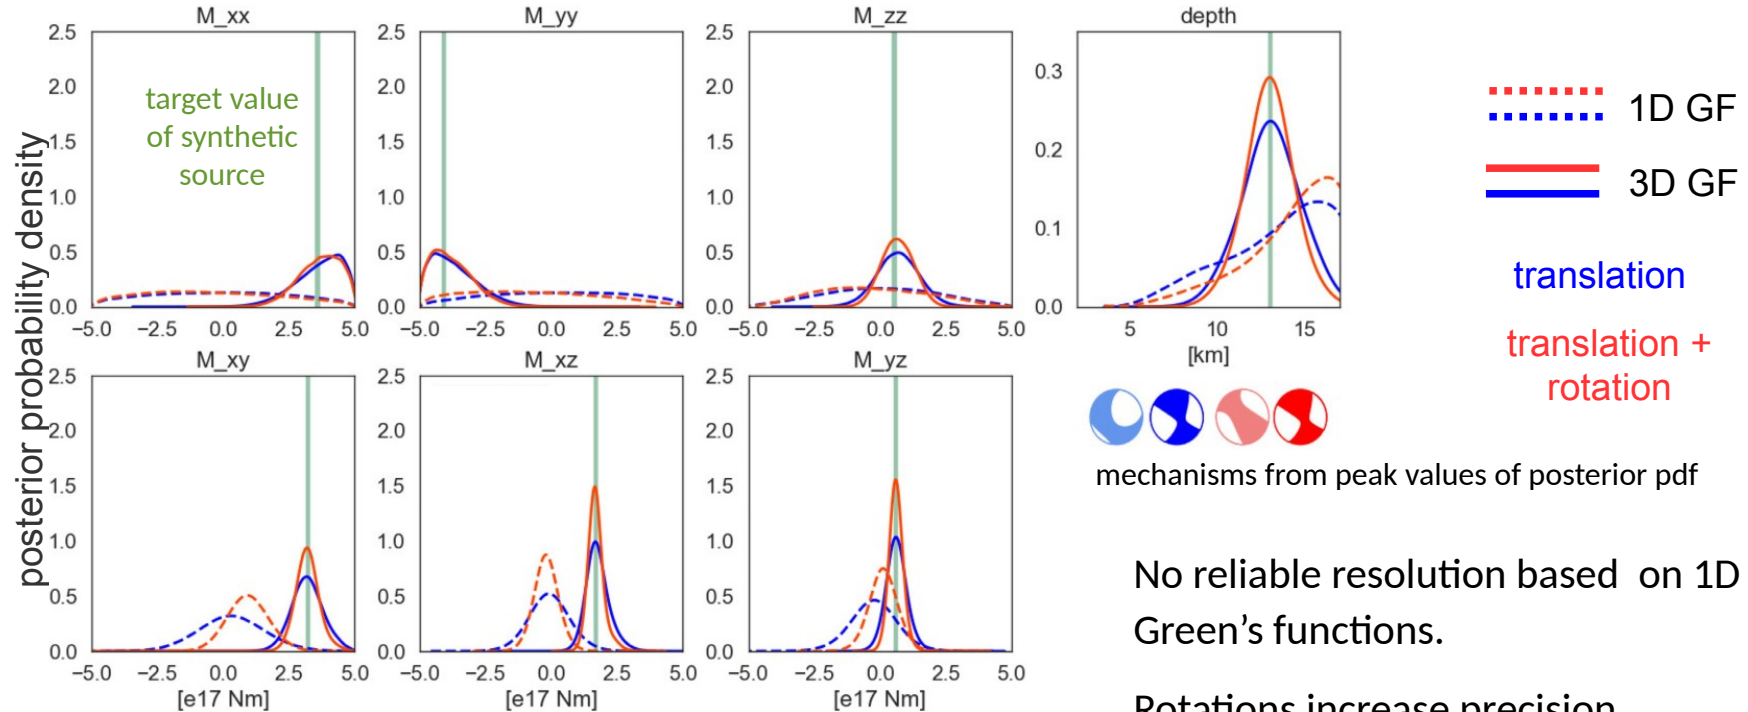 M_xx
M_yy
M_zz
depth
posterior probability density
2.5
2.0
1.5
1.0
0.5
0.0
−5.0 −2.5 0.0 2.5 5.0
target value
of synthetic
source
2.5
2.0
1.5
1.0
0.5
0.0
−5.0 −2.5 0.0 2.5 5.0
2.5
2.0
1.5
1.0
0.5
0.0
−5.0 −2.5 0.0 2.5 5.0
0.3
0.2
0.1
0.0
5 10 15
[km]
1D GF
3D GF
translation
translation +
rotation
M_xy
M_xz
M_yz
2.5
2.0
1.5
1.0
0.5
0.0
−5.0 −2.5 0.0 2.5 5.0
[e17 Nm]
2.5
2.0
1.5
1.0
0.5
0.0
−5.0 −2.5 0.0 2.5 5.0
[e17 Nm]
2.5
2.0
1.5
1.0
0.5
0.0
−5.0 −2.5 0.0 2.5 5.0
[e17 Nm]
mechanisms from peak values of posterior pdf
No reliable resolution based  on 1D
Green’s functions.
Rotations increase precision